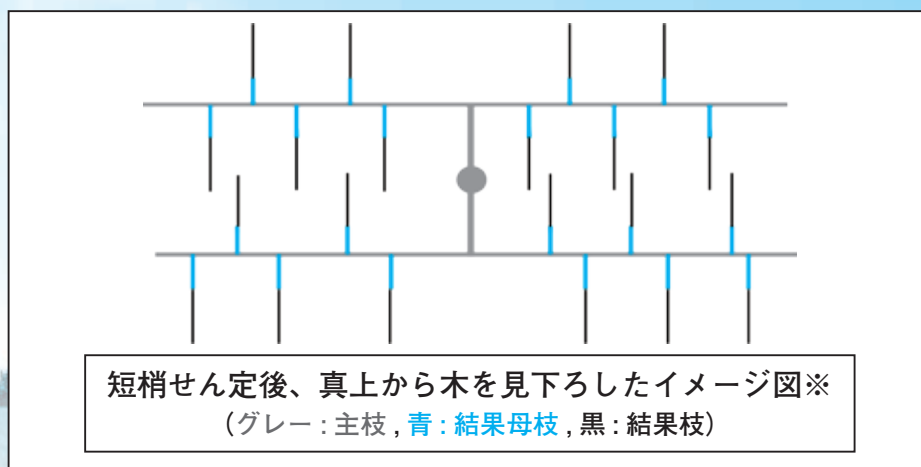 短梢せん定後、真上から木を見下ろしたイメージ図※
（グレー：主枝 , 青：結果母枝 , 黒：結果枝）